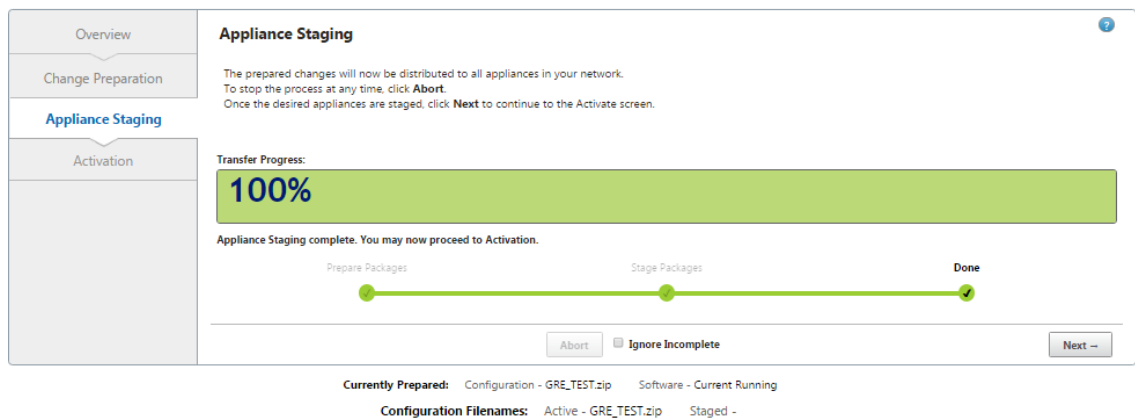 Overview
Change Preparation
Appliance Staging
Activation
Appliance Staging
?
The prepared changes will now be distributed to all appliances in your network.
To stop the process at any time, click Abort.
Once the desired appliances are staged, click Next to continue to the Activate screen.
Transfer Progress:
100%
Appliance Staging complete. You may now proceed to Activation.
Prepare Packages Stage Packages Done
Abort Ignore Incomplete Next →
Currently Prepared: Configuration - GRE_TEST.zip Software - Current Running
Configuration Filenames: Active - GRE_TEST.zip Staged -